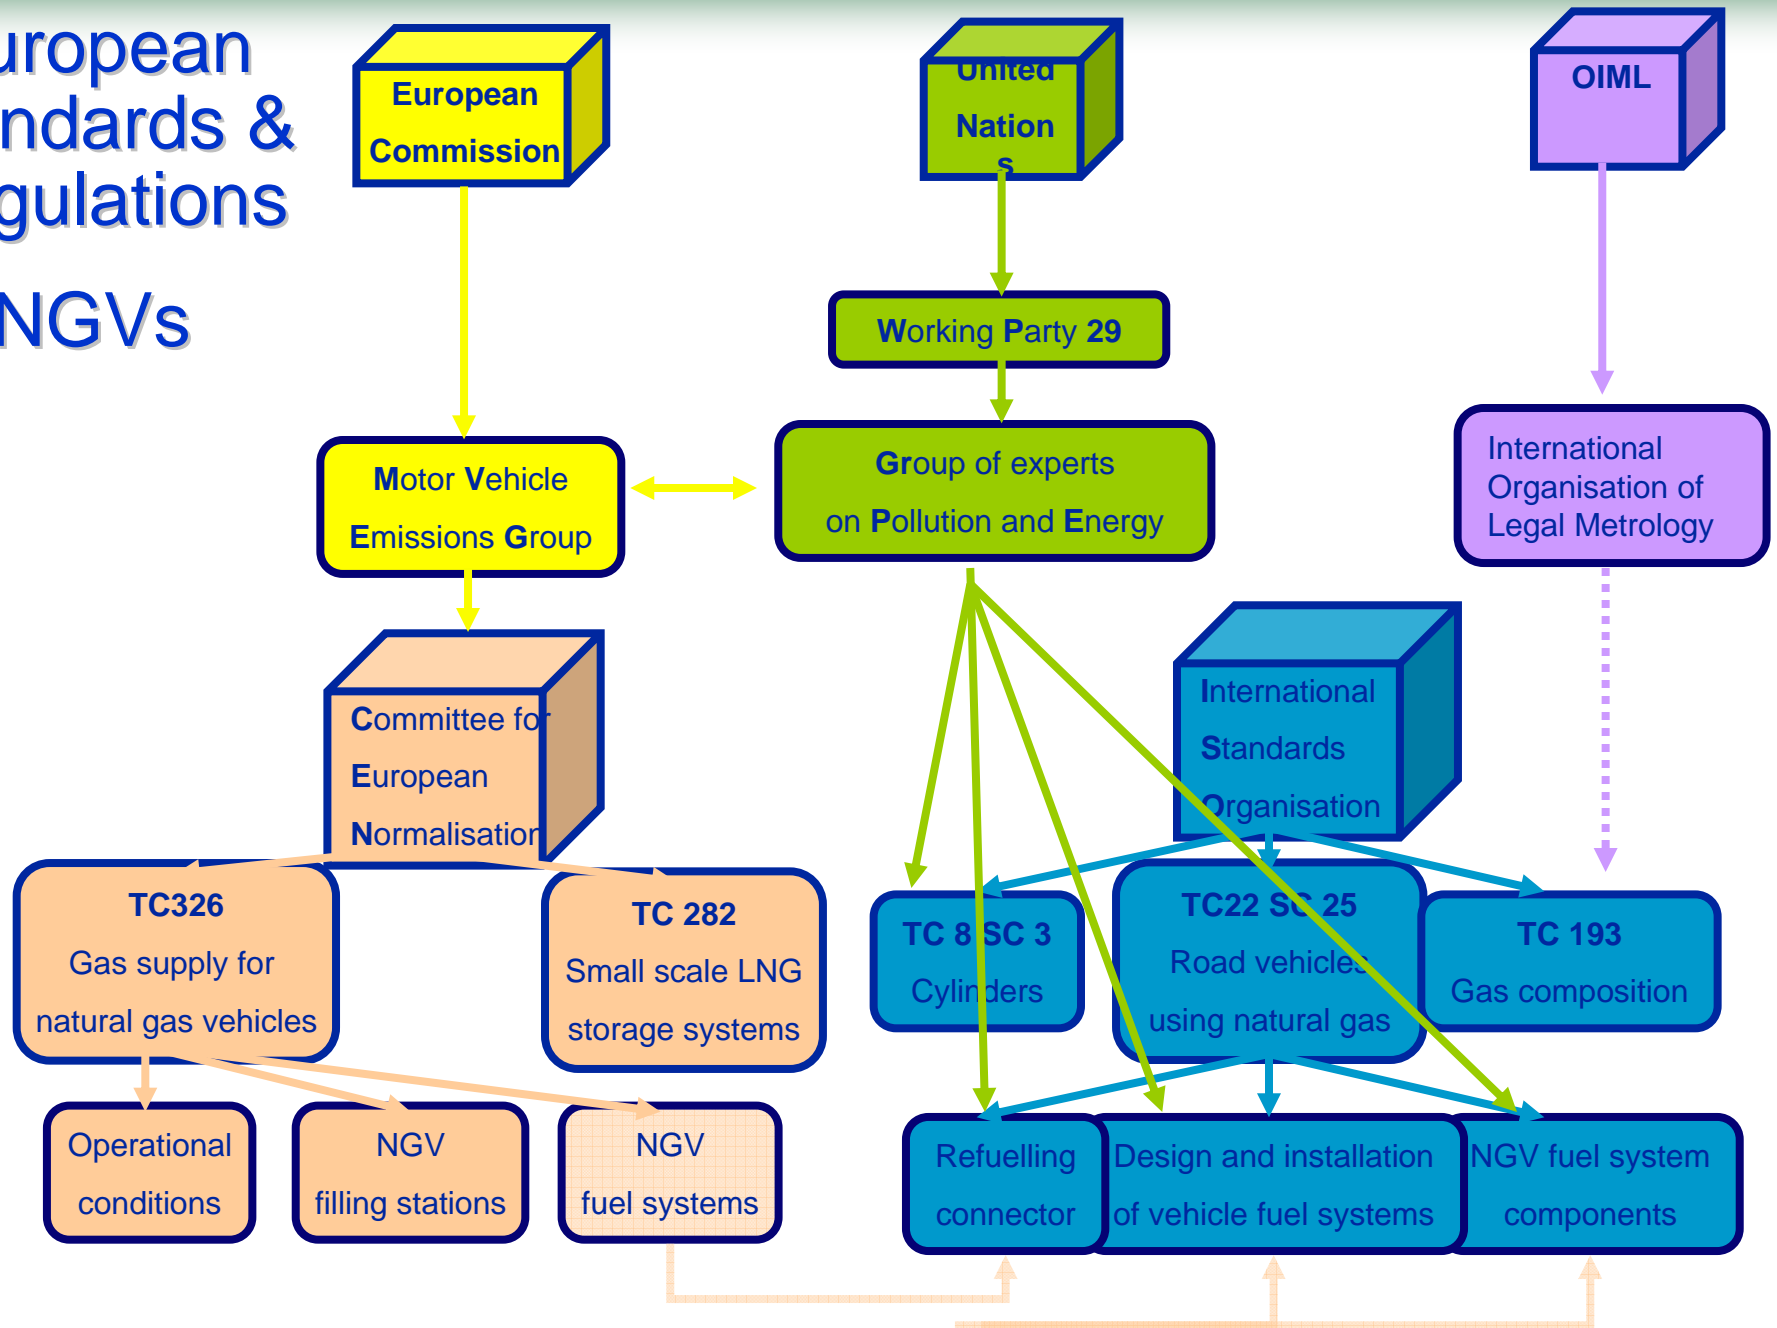 uropean
ndards &
gulations
NGVs
European
Commission
United
Nation
s
OIML
Working Party 29
Motor Vehicle
Emissions Group
Group of experts
on Pollution and Energy
International
Organisation of
Legal Metrology
Committee for
European
Normalisation
International
Standards
Organisation
TC326
Gas supply for
natural gas vehicles
TC 282
Small scale LNG
storage systems
TC 8 SC 3
Cylinders
TC22 SC 25
Road vehicles
using natural gas
TC 193
Gas composition
Operational
conditions
NGV
filling stations
NGV
fuel systems
Refuelling
connector
Design and installation
of vehicle fuel systems
NGV fuel system
components